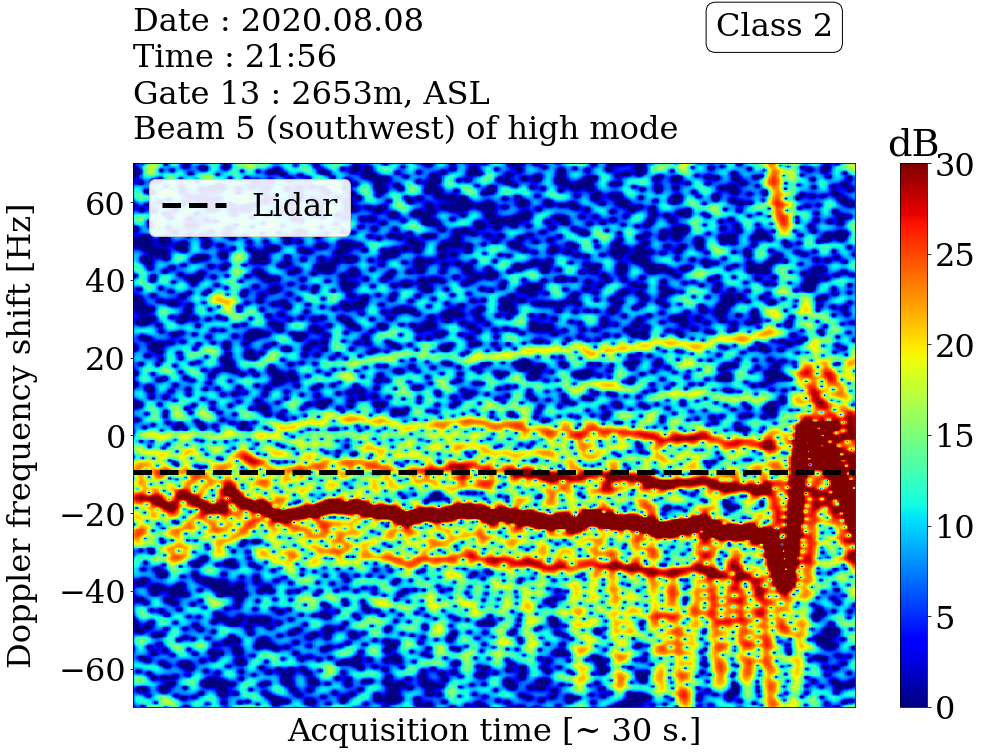 Date : 2020.08.08
Time : 21:56
Gate 13 : 2653m, ASL
Beam 5 (southwest) of high mode
Class 2
dB
Lidar
Doppler frequency shift [Hz]
60
40
20
0
−20
−40
−60
30
25
20
15
10
5
0
Acquisition time [~ 30 s.]